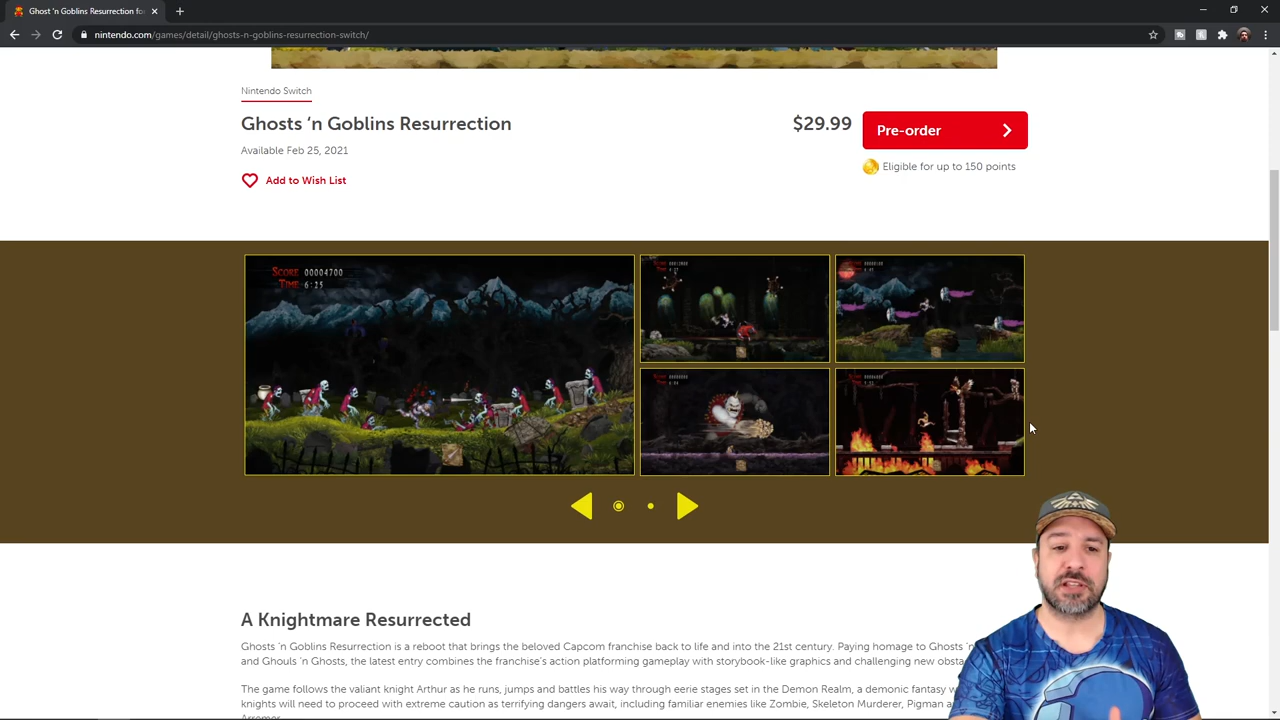 Ghost 'n Goblins Resurrection fo
nintendo.com/games/detail/ghosts-n-goblins-resurrection-switch/
Nintendo Switch
Ghosts 'n Goblins Resurrection
$29.99
Pre-order
Available Feb 25, 2021
Eligible for up to 150 points
Add to Wish List
SCORE 00004700
TIME 6:25
A Knightmare Resurrected
Ghosts 'n Goblins Resurrection is a reboot that brings the beloved Capcom franchise back to life and into the 21st century. Paying homage to Ghosts 'n
and Ghouls 'n Ghosts, the latest entry combines the franchise's action platforming gameplay with storybook-like graphics and challenging new obsta
The game follows the valiant knight Arthur as he runs, jumps and battles his way through eerie stages set in the Demon Realm, a demonic fantasy w
knights will need to proceed with extreme caution as terrifying dangers await, including familiar enemies like Zombie, Skeleton Murderer, Pigman a